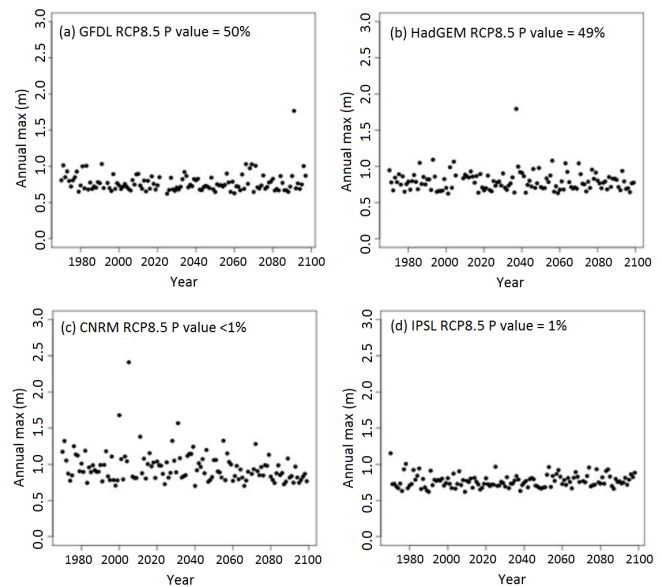 (a) GFDL RCP8.5 P value = 50%
Annual max (m)
3.0
2.5
2.0
1.5
1.0
0.5
0.0
1980 2000 2020 2040 2060 2080 2100
Year
(b) HadGEM RCP8.5 P value = 49%
Annual max (m)
3.0
2.5
2.0
1.5
1.0
0.5
0.0
1980 2000 2020 2040 2060 2080 2100
Year
(c) CNRM RCP8.5 P value <1%
Annual max (m)
3.0
2.5
2.0
1.5
1.0
0.5
0.0
1980 2000 2020 2040 2060 2080 2100
Year
(d) IPSL RCP8.5 P value = 1%
Annual max (m)
3.0
2.5
2.0
1.5
1.0
0.5
0.0
1980 2000 2020 2040 2060 2080 2100
Year